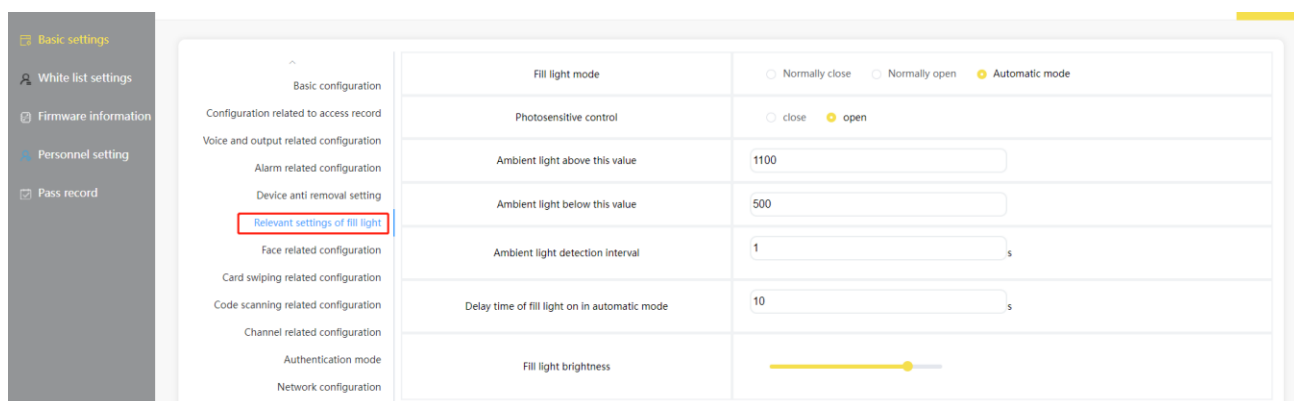 Basic settings
White list settings
Firmware information
Personnel setting
Pass record
Basic configuration
Configuration related to access record
Voice and output related configuration
Alarm related configuration
Device anti removal setting
Relevant settings of fill light
Face related configuration
Card swiping related configuration
Code scanning related configuration
Channel related configuration
Authentication mode
Network configuration
Fill light mode Normally close Normally open Automatic mode
Photosensitive control close open
Ambient light above this value 1100
Ambient light below this value 500
Ambient light detection interval 1 s
Delay time of fill light on in automatic mode 10 s
Fill light brightness